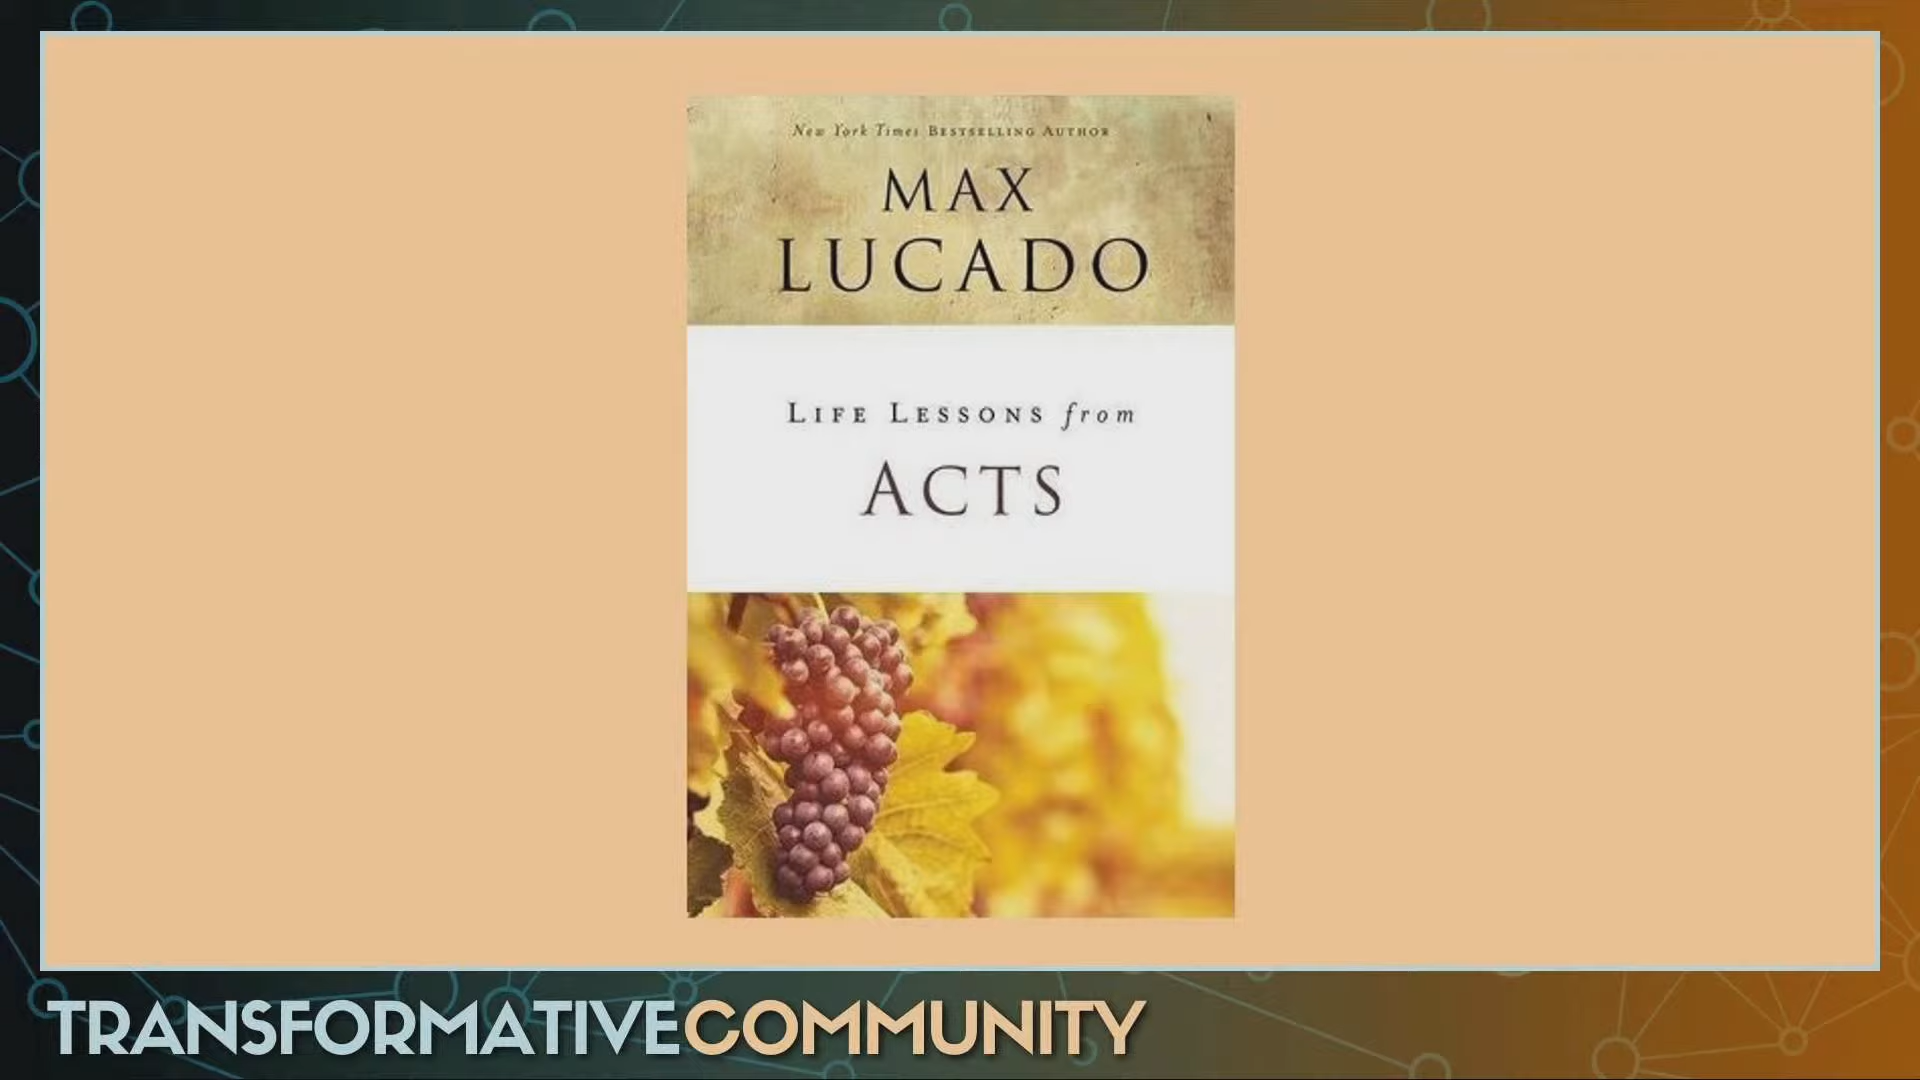 New York Times BESTSELLING AUTHOR
MAX
LUCADO
LIFE LESSONS from
ACTS
TRANSFORMATIVECOMMUNITY